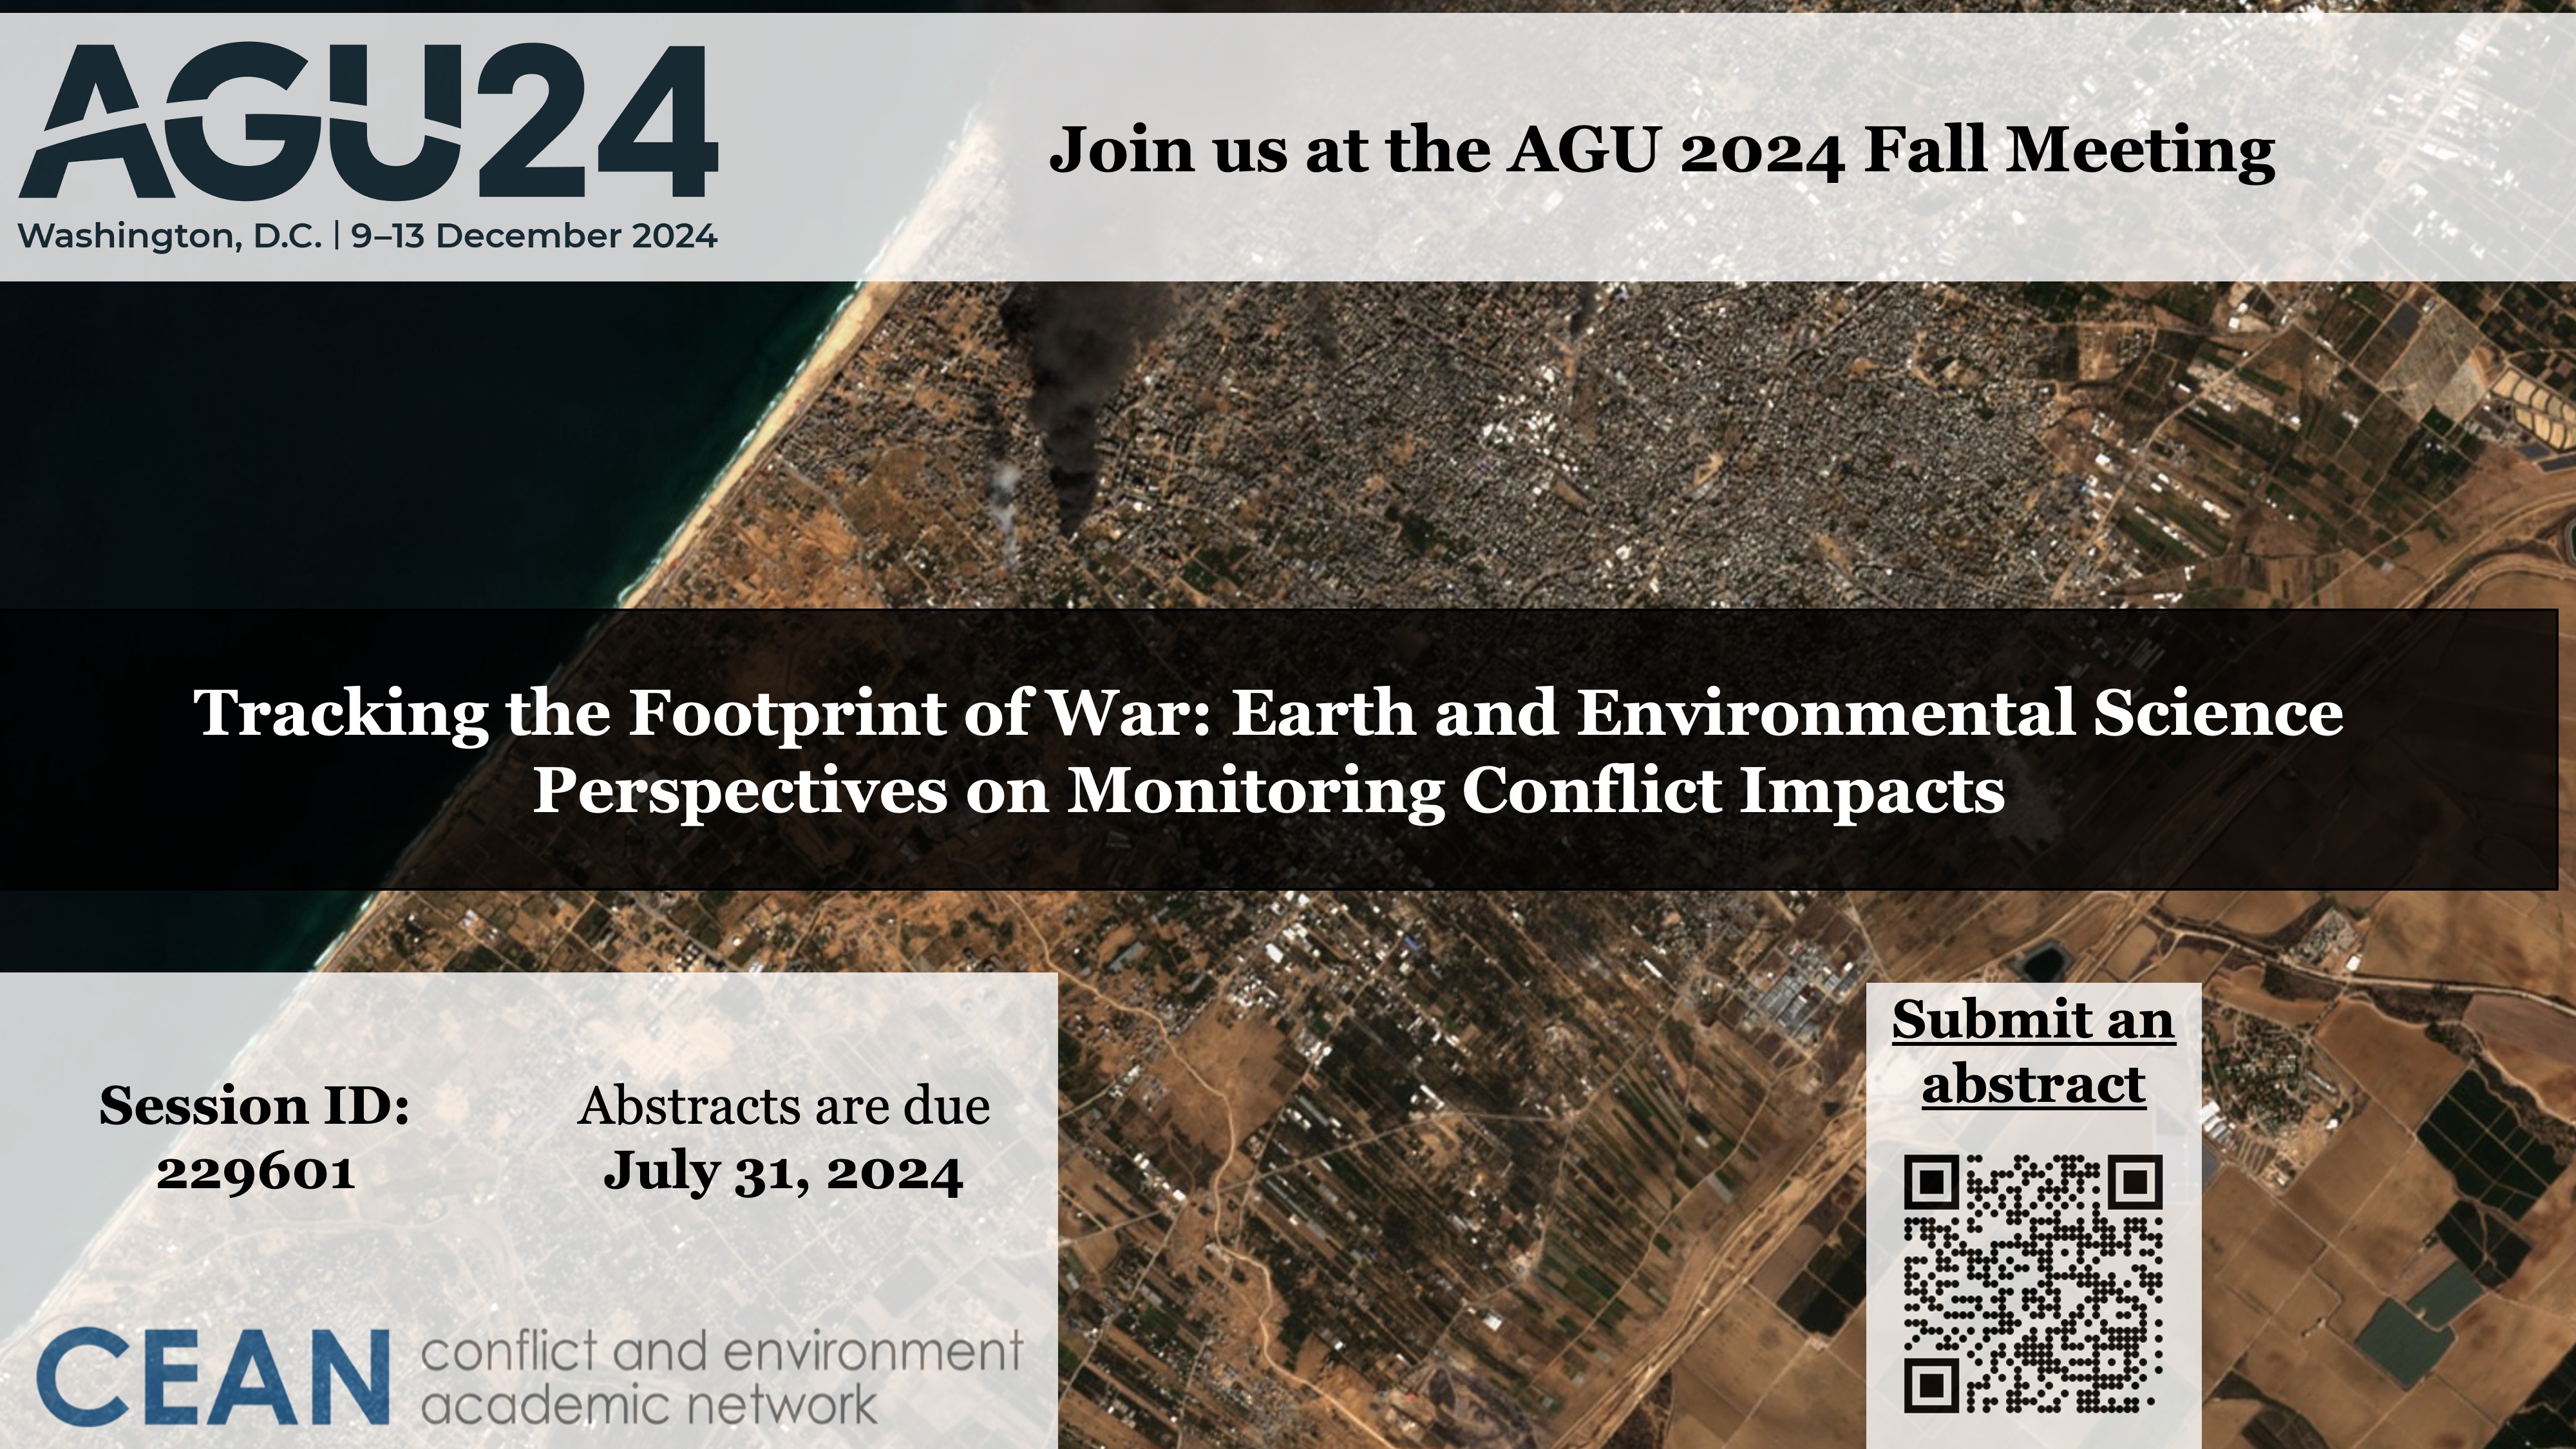 AGU24
Washington, D.C. | 9–13 December 2024
Join us at the AGU 2024 Fall Meeting
Tracking the Footprint of War: Earth and Environmental Science
Perspectives on Monitoring Conflict Impacts
Session ID:
229601
Abstracts are due
July 31, 2024
CEAN
conflict and environment
academic network
Submit an
abstract